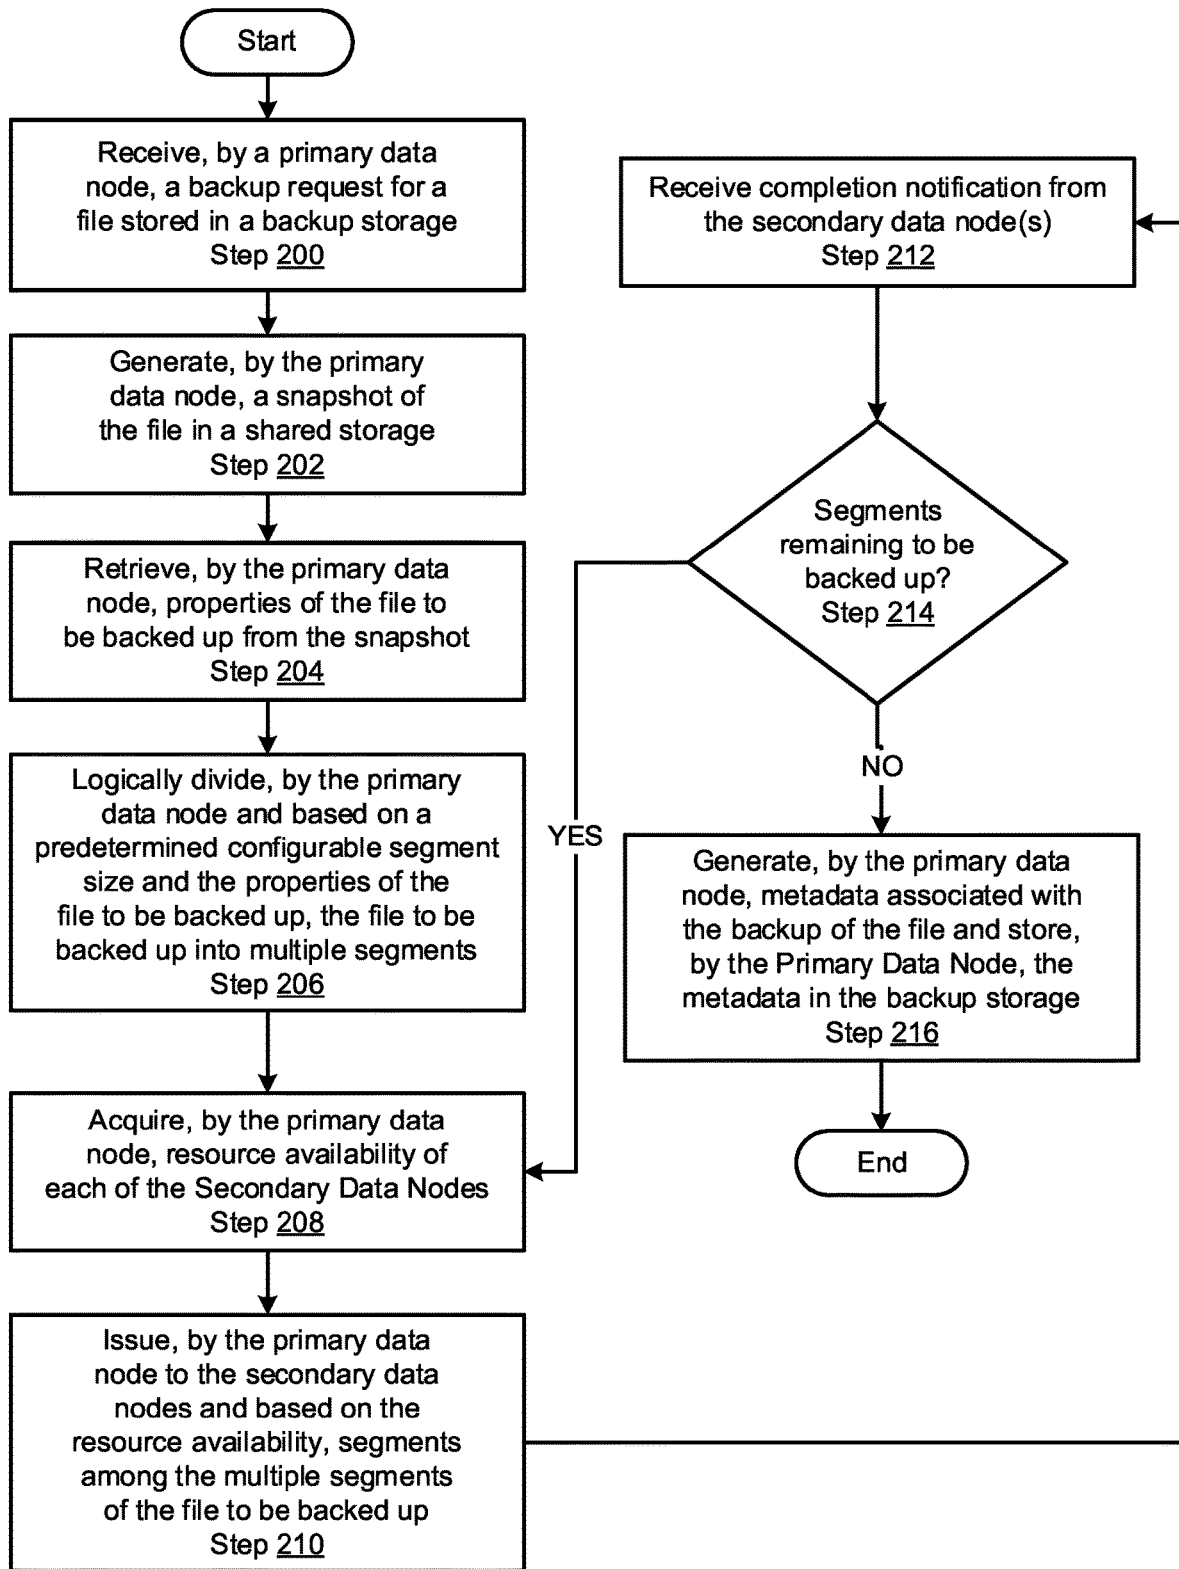 Start
Receive, by a primary data
node, a backup request for a
file stored in a backup storage
Step 200
Generate, by the primary
data node, a snapshot of
the file in a shared storage
Step 202
Retrieve, by the primary data
node, properties of the file to
be backed up from the snapshot
Step 204
Logically divide, by the primary
data node and based on a
predetermined configurable segment
size and the properties of the
file to be backed up, the file to be
backed up into multiple segments
Step 206
Acquire, by the primary data
node, resource availability of
each of the Secondary Data Nodes
Step 208
Issue, by the primary data
node to the secondary data
nodes and based on the
resource availability, segments
among the multiple segments
of the file to be backed up
Step 210
Receive completion notification from
the secondary data node(s)
Step 212
Segments
remaining to be
backed up?
Step 214
YES
NO
Generate, by the primary data
node, metadata associated with
the backup of the file and store,
by the Primary Data Node, the
metadata in the backup storage
Step 216
End